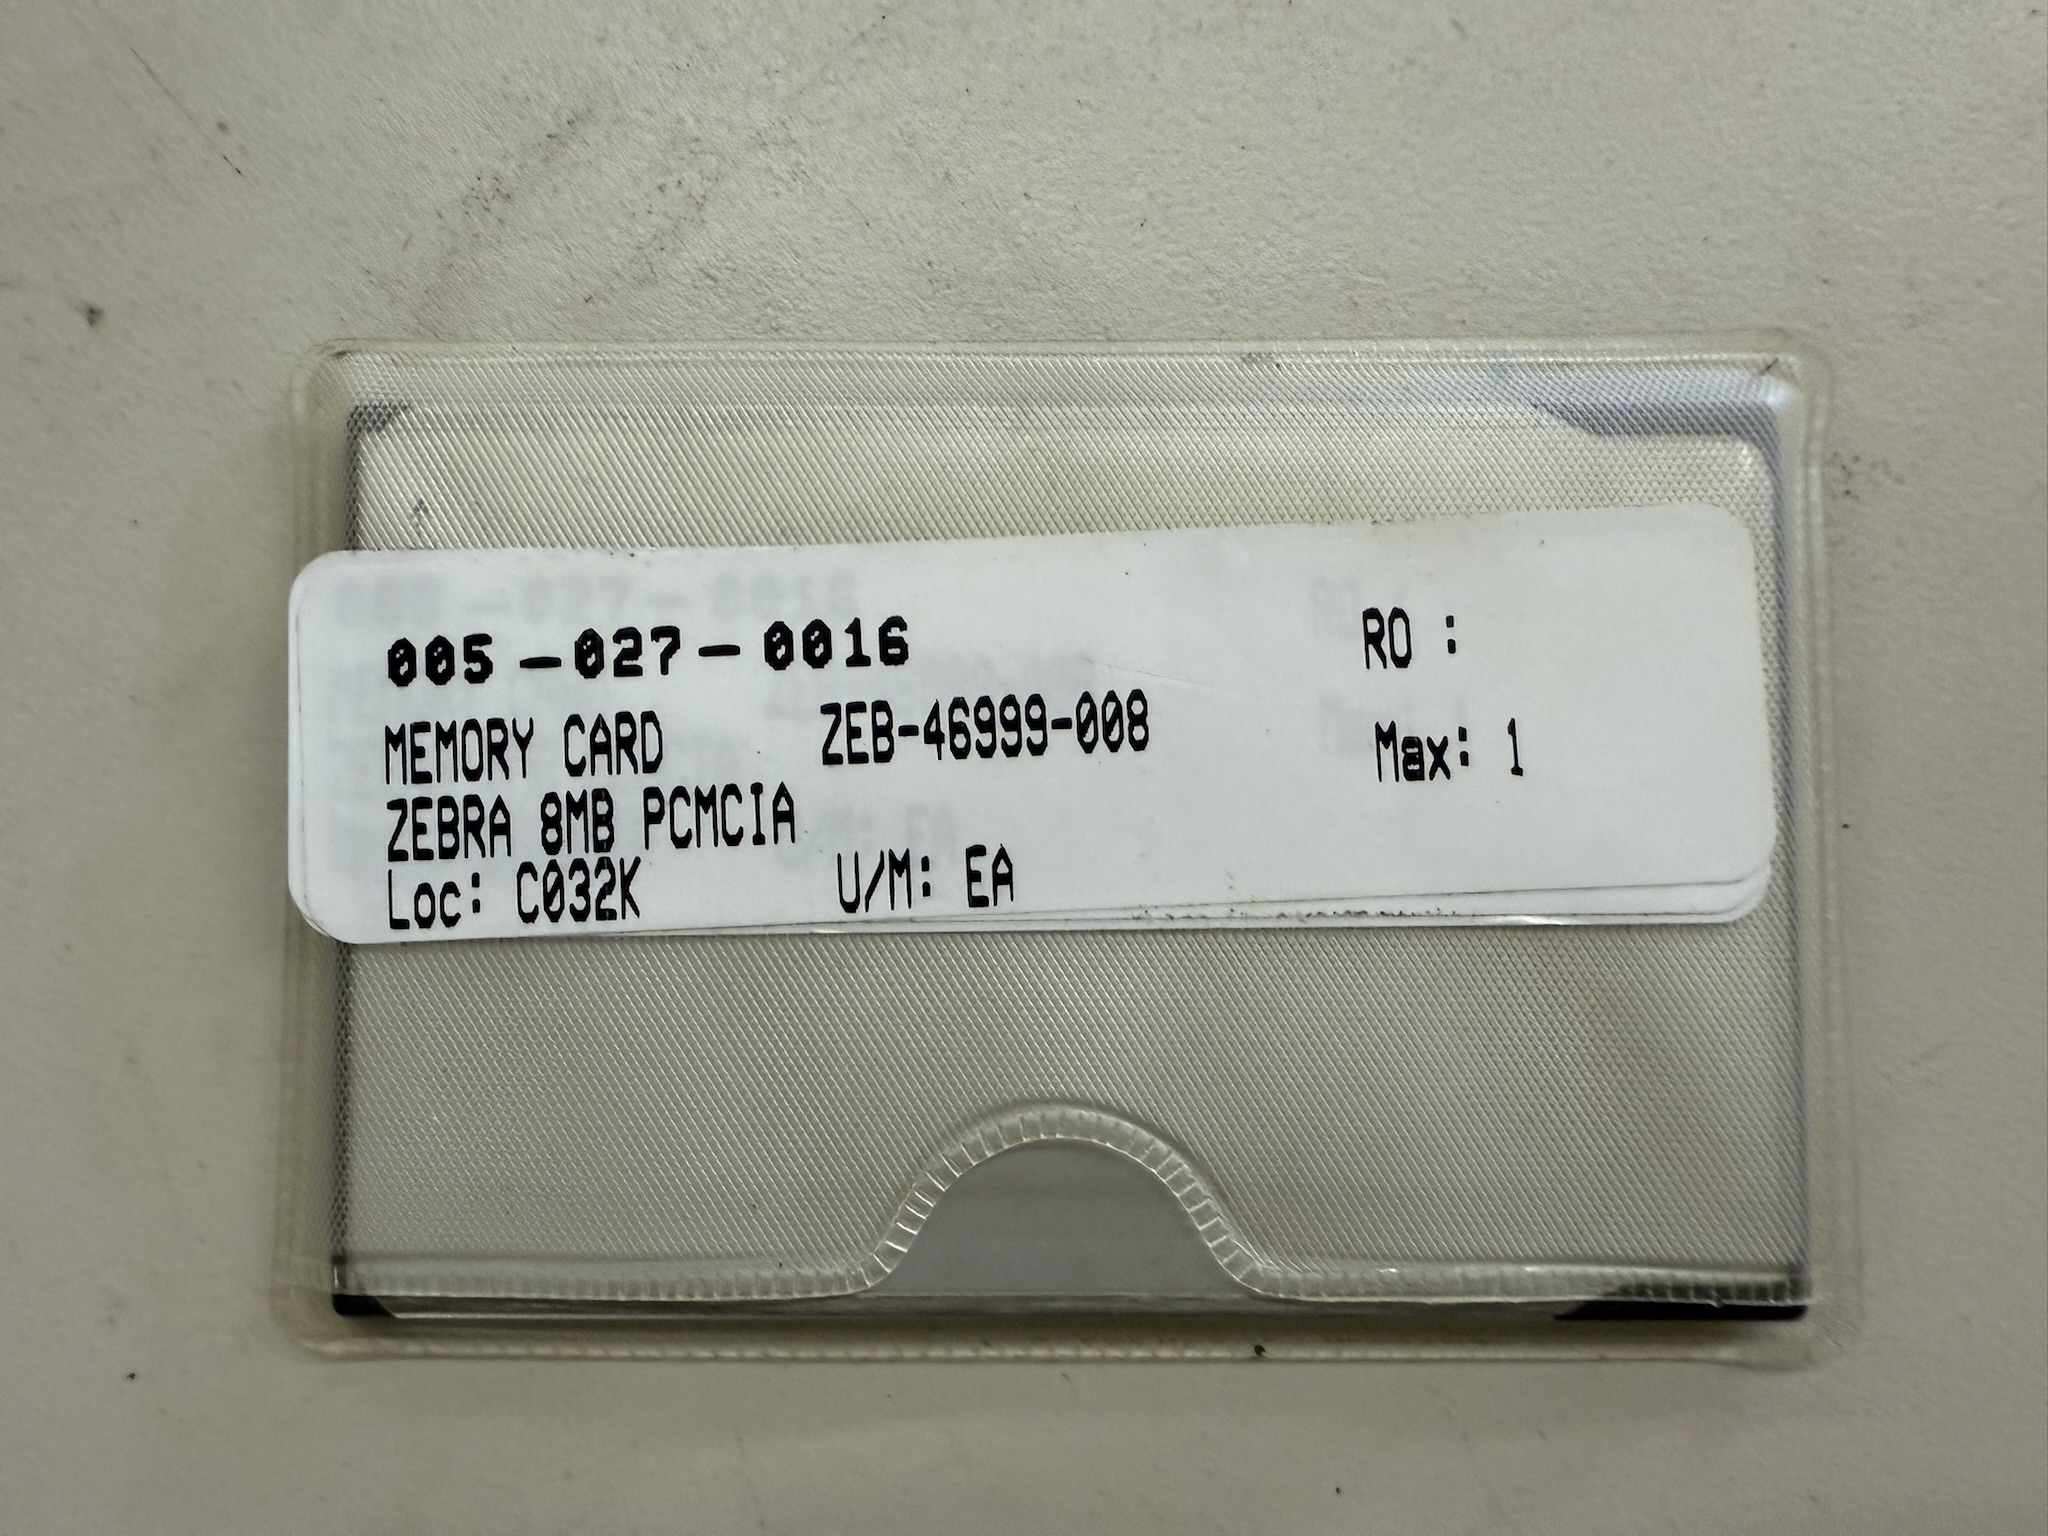 005-027-0016 RO :
MEMORY CARD ZEB-46999-008 Max: 1
ZEBRA 8MB PCMCIA
Loc: C032K U/M: EA